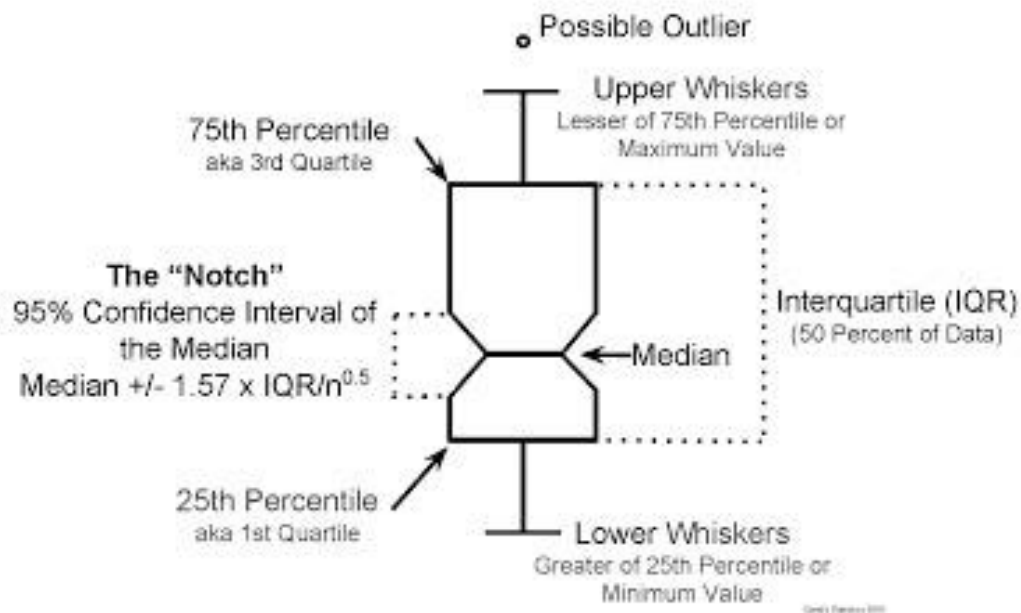 Possible Outlier
Upper Whiskers
Lesser of 75th Percentile or
Maximum Value
75th Percentile
aka 3rd Quartile
The “Notch”
95% Confidence Interval of
the Median
Median +/- 1.57 x IQR/n^0.5
Interquartile (IQR)
(50 Percent of Data)
Median
25th Percentile
aka 1st Quartile
Lower Whiskers
Greater of 25th Percentile or
Minimum Value